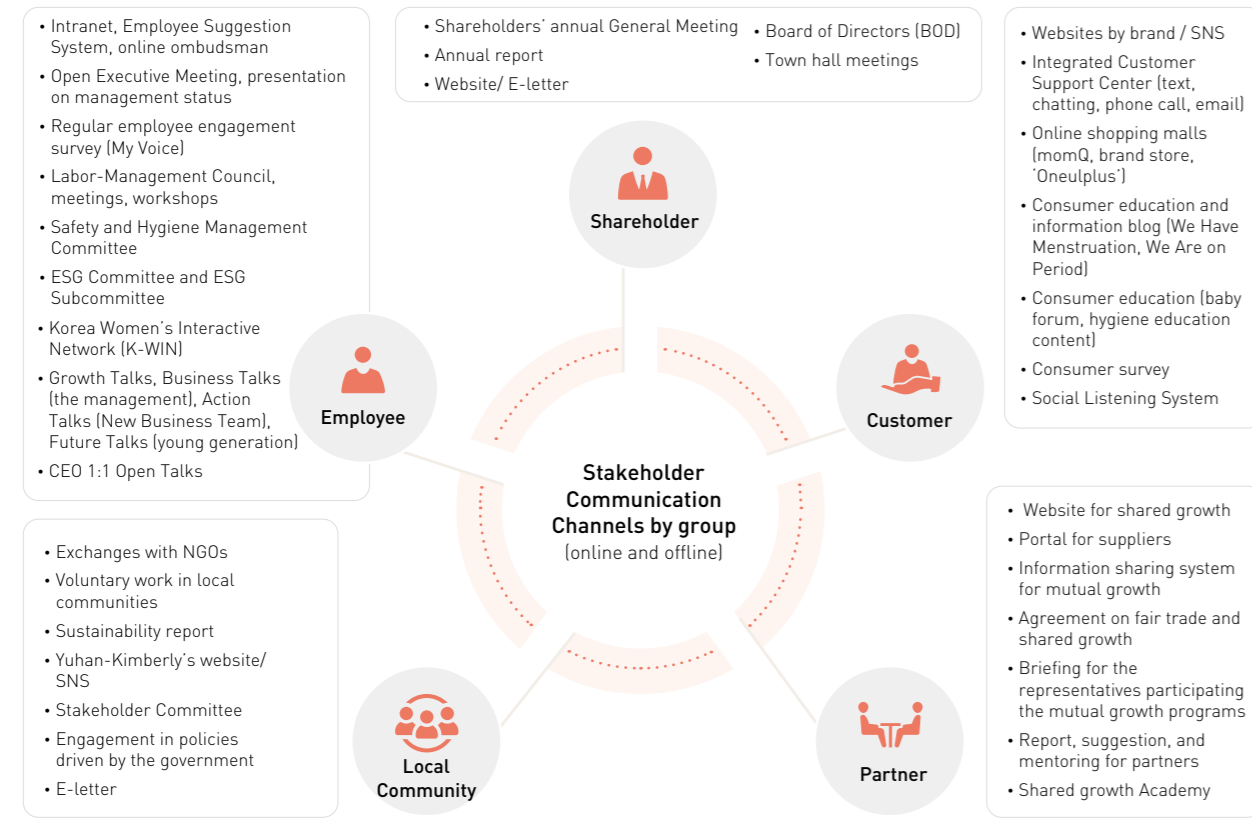 • Intranet, Employee Suggestion
System, online ombudsman
• Open Executive Meeting, presentation
on management status
• Regular employee engagement
survey (My Voice)
• Labor-Management Council,
meetings, workshops
• Safety and Hygiene Management
Committee
• ESG Committee and ESG
Subcommittee
• Korea Women's Interactive
Network (K-WIN)
• Growth Talks, Business Talks
(the management), Action
Talks (New Business Team),
Future Talks (young generation)
• CEO 1:1 Open Talks
• Shareholders' annual General Meeting
• Annual report
• Website/ E-letter
• Board of Directors (BOD)
• Town hall meetings
• Websites by brand / SNS
• Integrated Customer
Support Center (text,
chatting, phone call, email)
• Online shopping malls
(momQ, brand store,
'Oneulplus')
• Consumer education and
information blog (We Have
Menstruation, We Are on
Period)
• Consumer education (baby
forum, hygiene education
content)
• Consumer survey
• Social Listening System
Shareholder
Employee
Customer
Stakeholder
Communication
Channels by group
(online and offline)
• Exchanges with NGOs
• Voluntary work in local
communities
• Sustainability report
• Yuhan-Kimberly's website/
SNS
• Stakeholder Committee
• Engagement in policies
driven by the government
• E-letter
Local
Community
Partner
• Website for shared growth
• Portal for suppliers
• Information sharing system
for mutual growth
• Agreement on fair trade and
shared growth
• Briefing for the
representatives participating
the mutual growth programs
• Report, suggestion, and
mentoring for partners
• Shared growth Academy